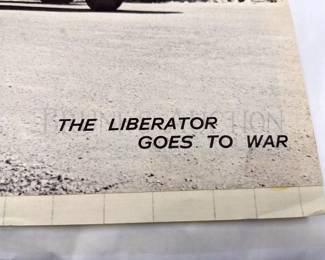 THE LIBERATOR
GOES TO WAR